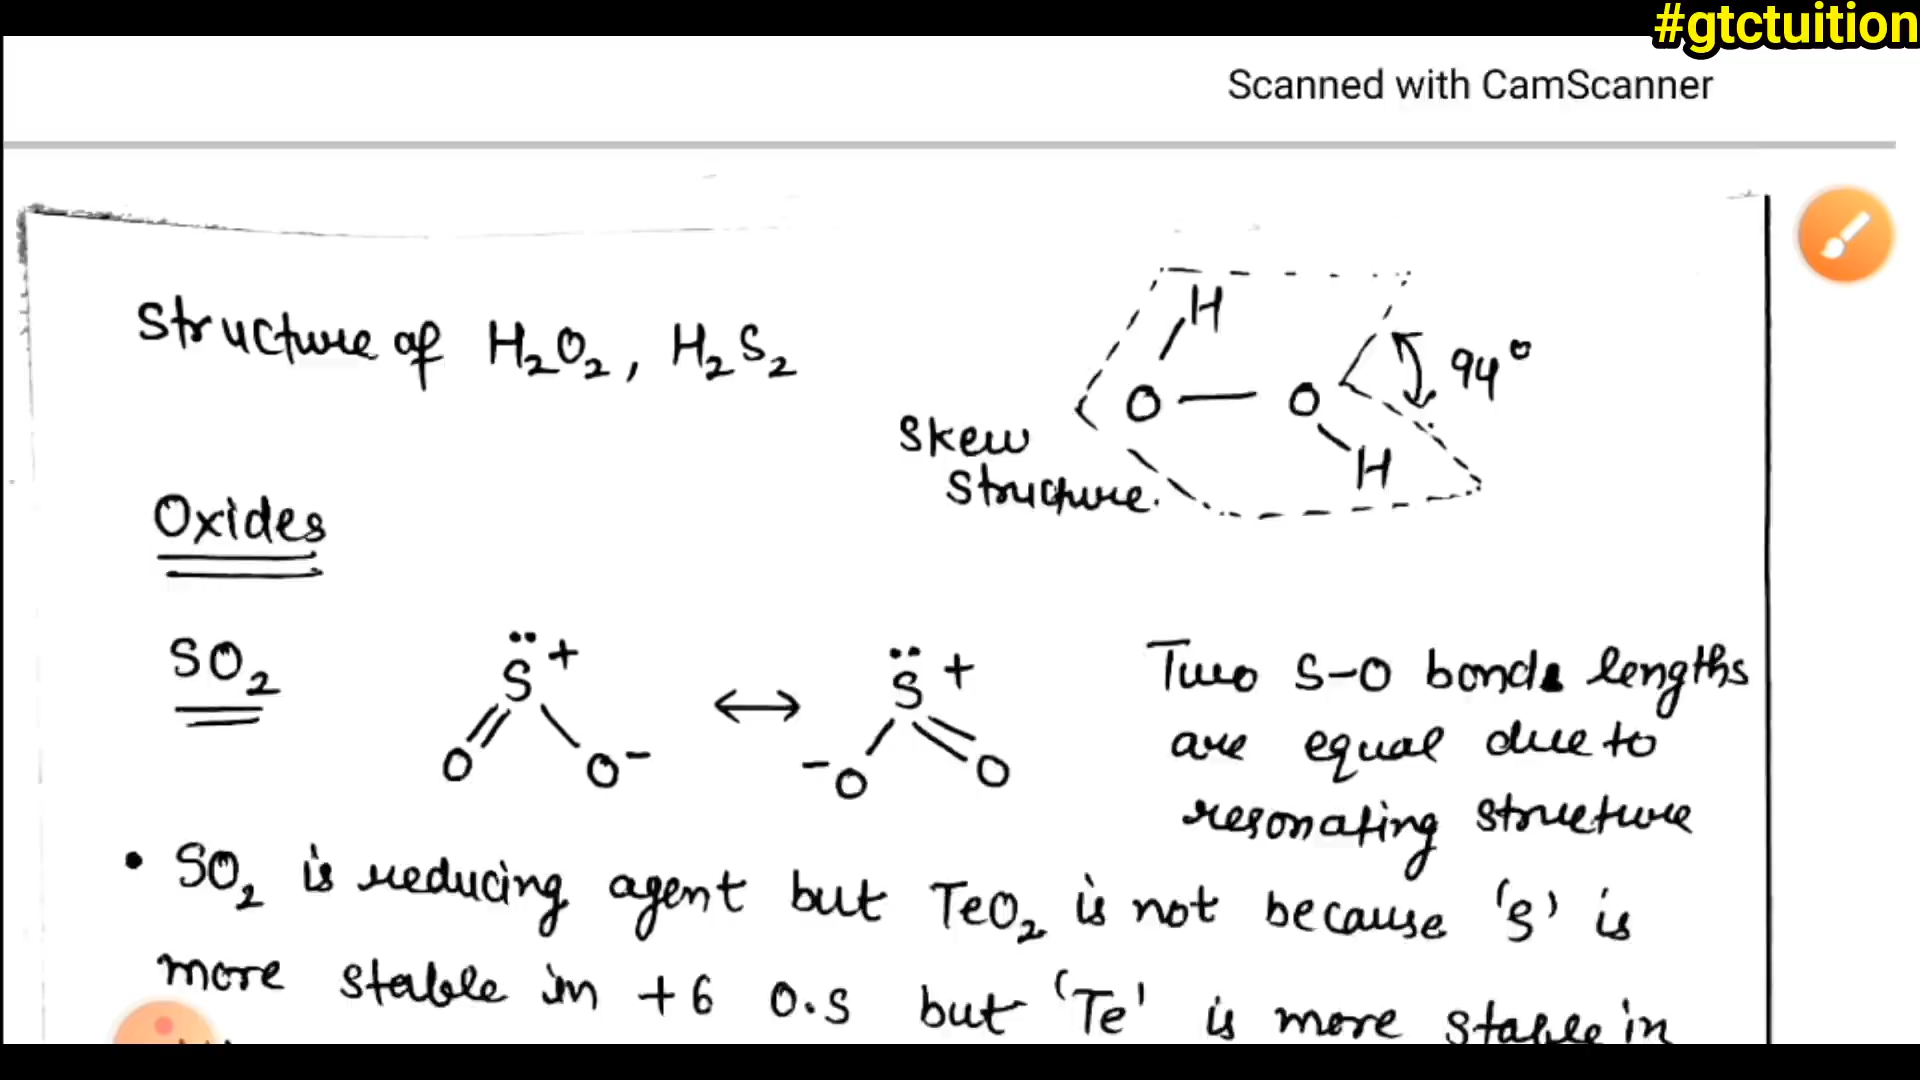 #gtctuition
Scanned with CamScanner
Structure of H₂O₂, H₂S₂
H
O — O
H
94°
Skew
Structure.
Oxides
SO₂
S+
O
O-
↔
S+
-O
O
Two S-O bond lengths
are equal due to
resonating structure
• SO₂ is reducing agent but TeO₂ is not because 'S' is
more stable in +6 O.S but 'Te' is more stable in